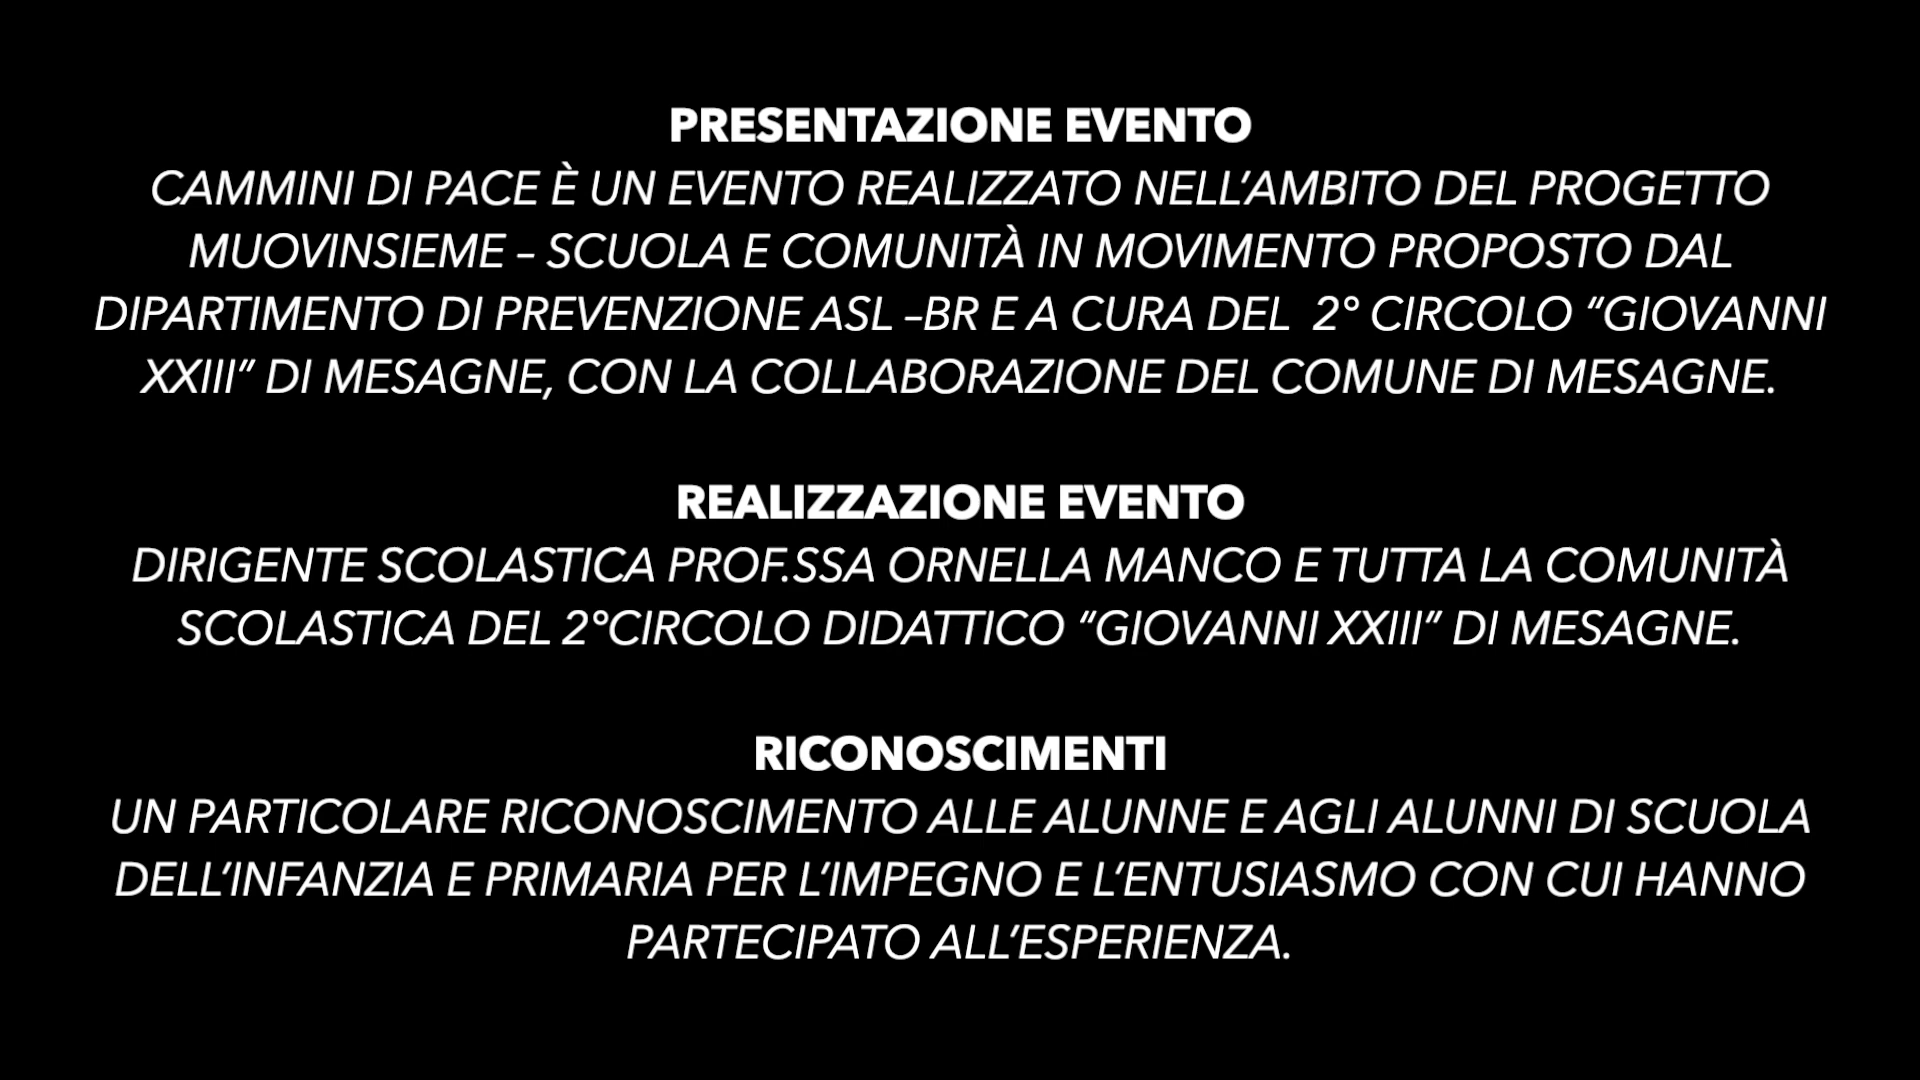 PRESENTAZIONE EVENTO
CAMMINI DI PACE È UN EVENTO REALIZZATO NELL’AMBITO DEL PROGETTO
MUOVINSIEME – SCUOLA E COMUNITÀ IN MOVIMENTO PROPOSTO DAL
DIPARTIMENTO DI PREVENZIONE ASL –BR E A CURA DEL  2° CIRCOLO “GIOVANNI
XXIII” DI MESAGNE, CON LA COLLABORAZIONE DEL COMUNE DI MESAGNE.
REALIZZAZIONE EVENTO
DIRIGENTE SCOLASTICA PROF.SSA ORNELLA MANCO E TUTTA LA COMUNITÀ
SCOLASTICA DEL 2°CIRCOLO DIDATTICO “GIOVANNI XXIII” DI MESAGNE.
RICONOSCIMENTI
UN PARTICOLARE RICONOSCIMENTO ALLE ALUNNE E AGLI ALUNNI DI SCUOLA
DELL’INFANZIA E PRIMARIA PER L’IMPEGNO E L’ENTUSIASMO CON CUI HANNO
PARTECIPATO ALL’ESPERIENZA.